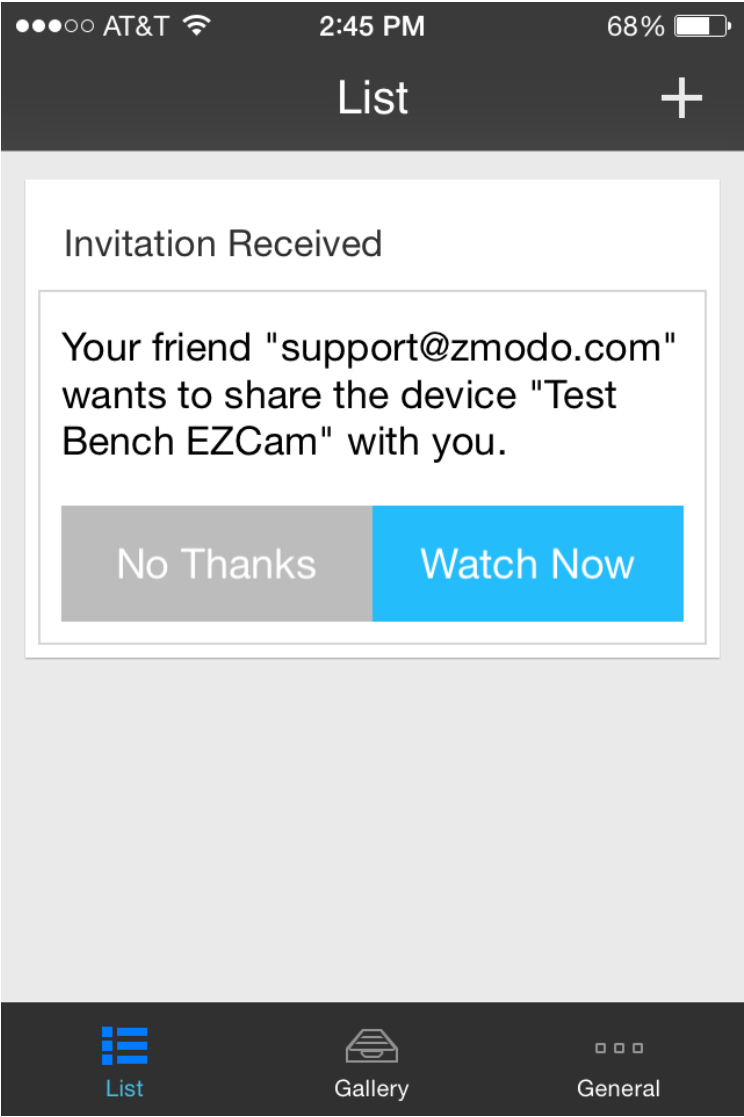 AT&T 2:45 PM 68%
List +
Invitation Received
Your friend "support@zmodo.com"
wants to share the device "Test
Bench EZCam" with you.
No Thanks Watch Now
List Gallery General